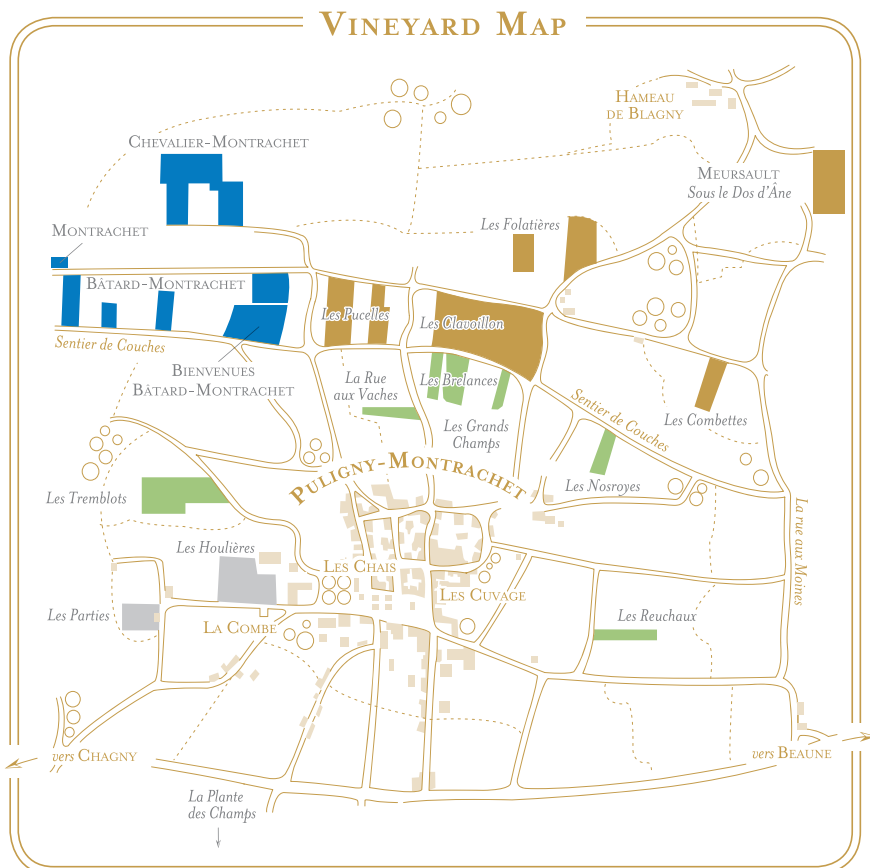 VINEYARD MAP
HAMEAU
DE BLAGNY
CHEVALIER-MONTRACHET
MEURSAULT
Sous le Dos d'Âne
MONTRACHET
Les Folatières
BÂTARD-MONTRACHET
Les Pucelles
Les Clavoillon
Sentier de Couches
BIENVENUES
BÂTARD-MONTRACHET
La Rue
aux Vaches
Les Brelances
Les Grands
Champs
Sentier de Couches
Les Combettes
PULIGNY-MONTRACHET
Les Tremblots
Les Nosroyes
La rue aux Moines
Les Houlières
LES CHAIS
LES CUVAGE
Les Parties
LA COMBE
Les Reuchaux
vers CHAGNY
vers BEAUNE
La Plante
des Champs